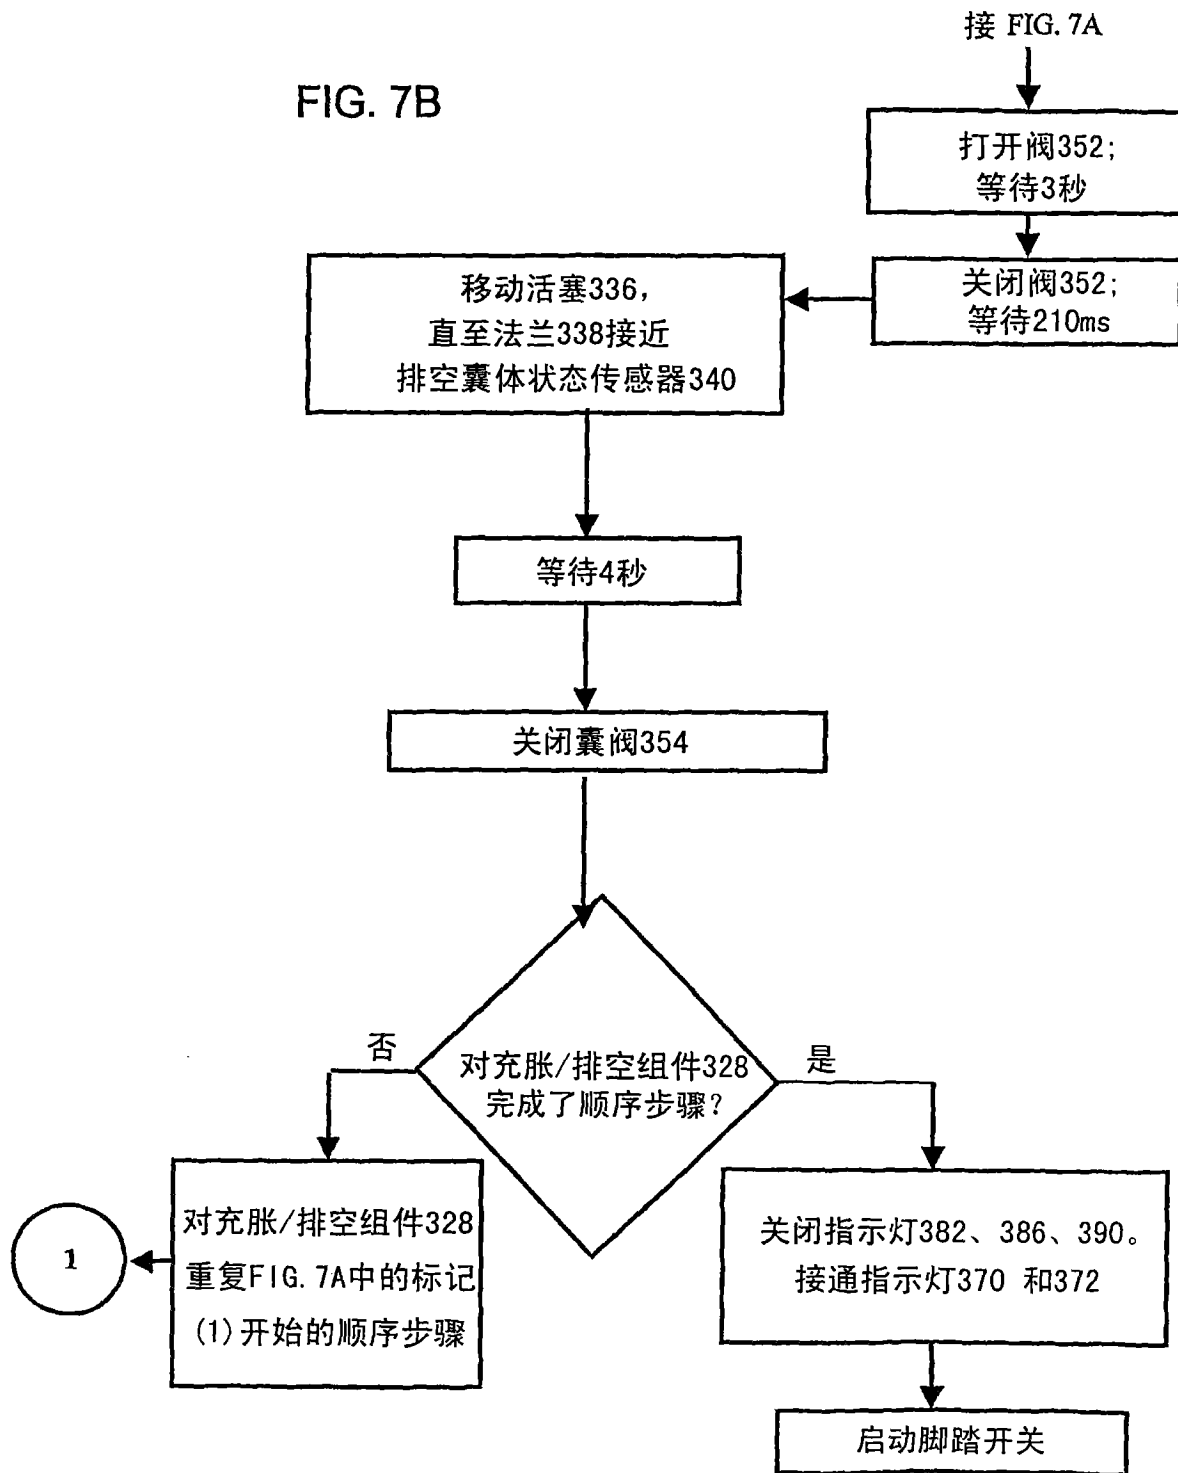 接 FIG. 7A
FIG. 7B
打开阀352;
等待3秒
关闭阀352;
等待210ms
移动活塞336,
直至法兰338接近
排空囊体状态传感器340
等待4秒
关闭囊阀354
对充胀/排空组件328
完成了顺序步骤?
否
是
对充胀/排空组件328
重复FIG. 7A中的标记
(1)开始的顺序步骤
1
关闭指示灯382、386、390。
接通指示灯370 和372
启动脚踏开关